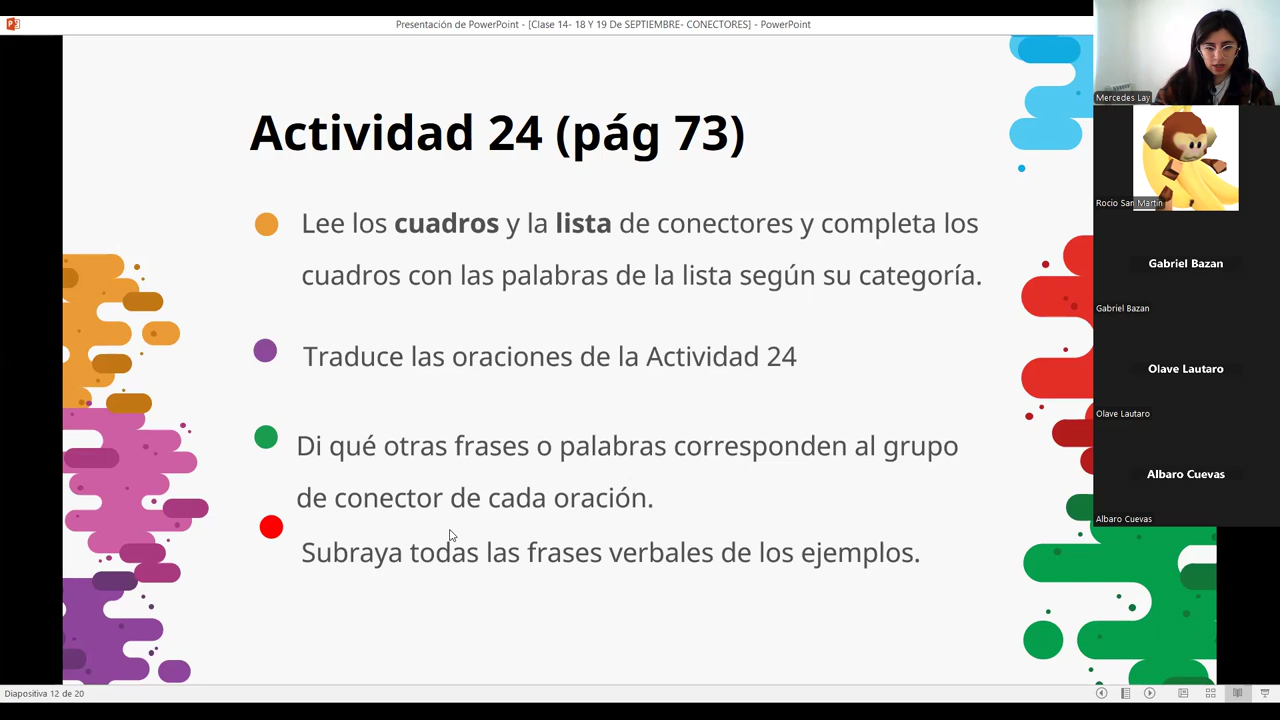 Presentación de PowerPoint - [Clase 14- 18 Y 19 De SEPTIEMBRE- CONECTORES] - PowerPoint
Actividad 24 (pág 73)
Lee los cuadros y la lista de conectores y completa los
cuadros con las palabras de la lista según su categoría.
Traduce las oraciones de la Actividad 24
Di qué otras frases o palabras corresponden al grupo
de conector de cada oración.
Subraya todas las frases verbales de los ejemplos.
Diapositiva 12 de 20
Mercedes Lay
Rocio San Martin
Gabriel Bazan
Gabriel Bazan
Olave Lautaro
Olave Lautaro
Albaro Cuevas
Albaro Cuevas